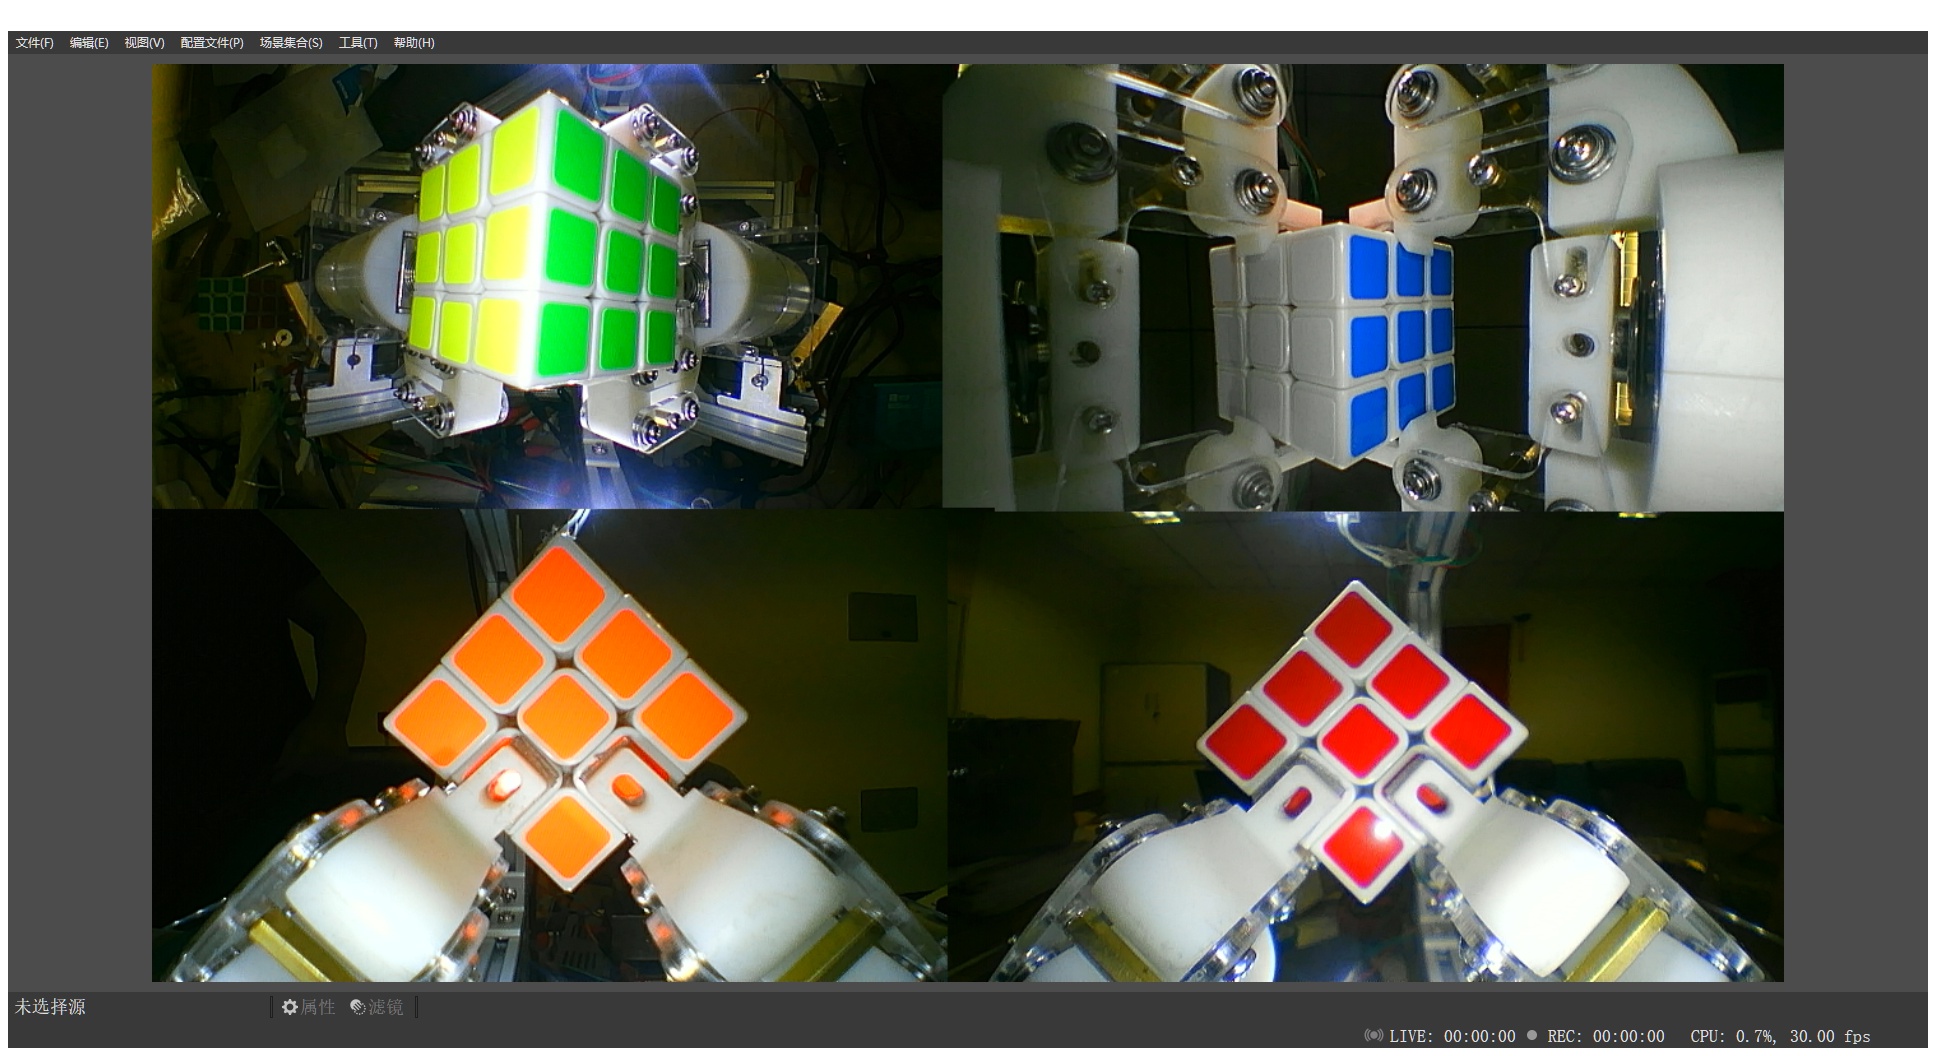 文件(F) 编辑(E) 视图(V) 配置文件(P) 场景集合(S) 工具(T) 帮助(H)
未选择源 属性 滤镜
LIVE: 00:00:00 REC: 00:00:00 CPU: 0.7%, 30.00 fps